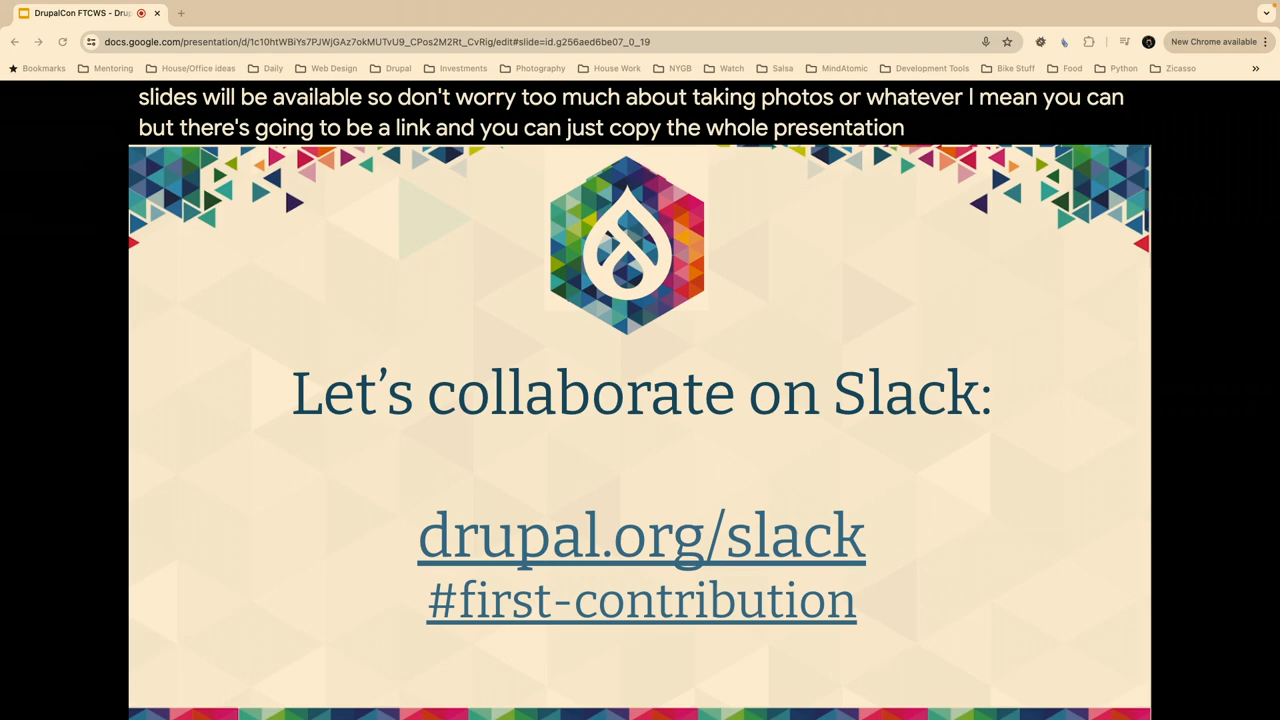 DrupalCon FTCWS - Drup
docs.google.com/presentation/d/1c10htWBiYs7PJWjGAz7okMUTvU9_CPos2M2Rt_CvRig/edit#slide=id.g256aed6be07_0_19
New Chrome available
Bookmarks Mentoring House/Office ideas Daily Web Design Drupal Investments Photography House Work NYGB Watch Salsa MindAtomic Development Tools Bike Stuff Food Python Zicasso
slides will be available so don't worry too much about taking photos or whatever I mean you can
but there's going to be a link and you can just copy the whole presentation
Let’s collaborate on Slack:
drupal.org/slack
#first-contribution